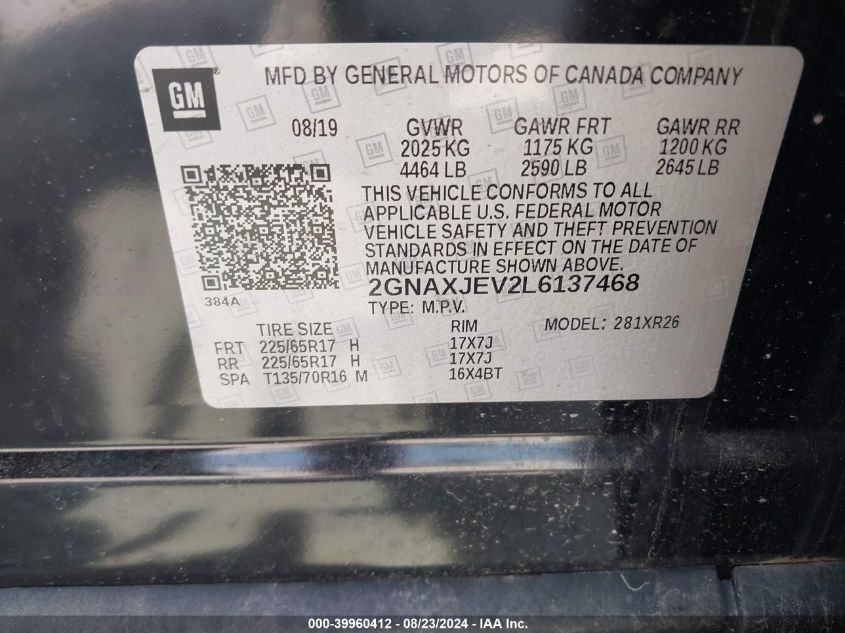 GM
MFD BY GENERAL MOTORS OF CANADA COMPANY
08/19 GVWR GAWR FRT GAWR RR
2025 KG 1175 KG 1200 KG
4464 LB 2590 LB 2645 LB
THIS VEHICLE CONFORMS TO ALL
APPLICABLE U.S. FEDERAL MOTOR
VEHICLE SAFETY AND THEFT PREVENTION
STANDARDS IN EFFECT ON THE DATE OF
MANUFACTURE SHOWN ABOVE.
2GNAXJEV2L6137468
384A
TYPE: M.P.V.
TIRE SIZE RIM MODEL: 281XR26
FRT 225/65R17 H 17X7J
RR 225/65R17 H 17X7J
SPA T135/70R16 M 16X4BT
000-39960412 - 08/23/2024 - IAA Inc.